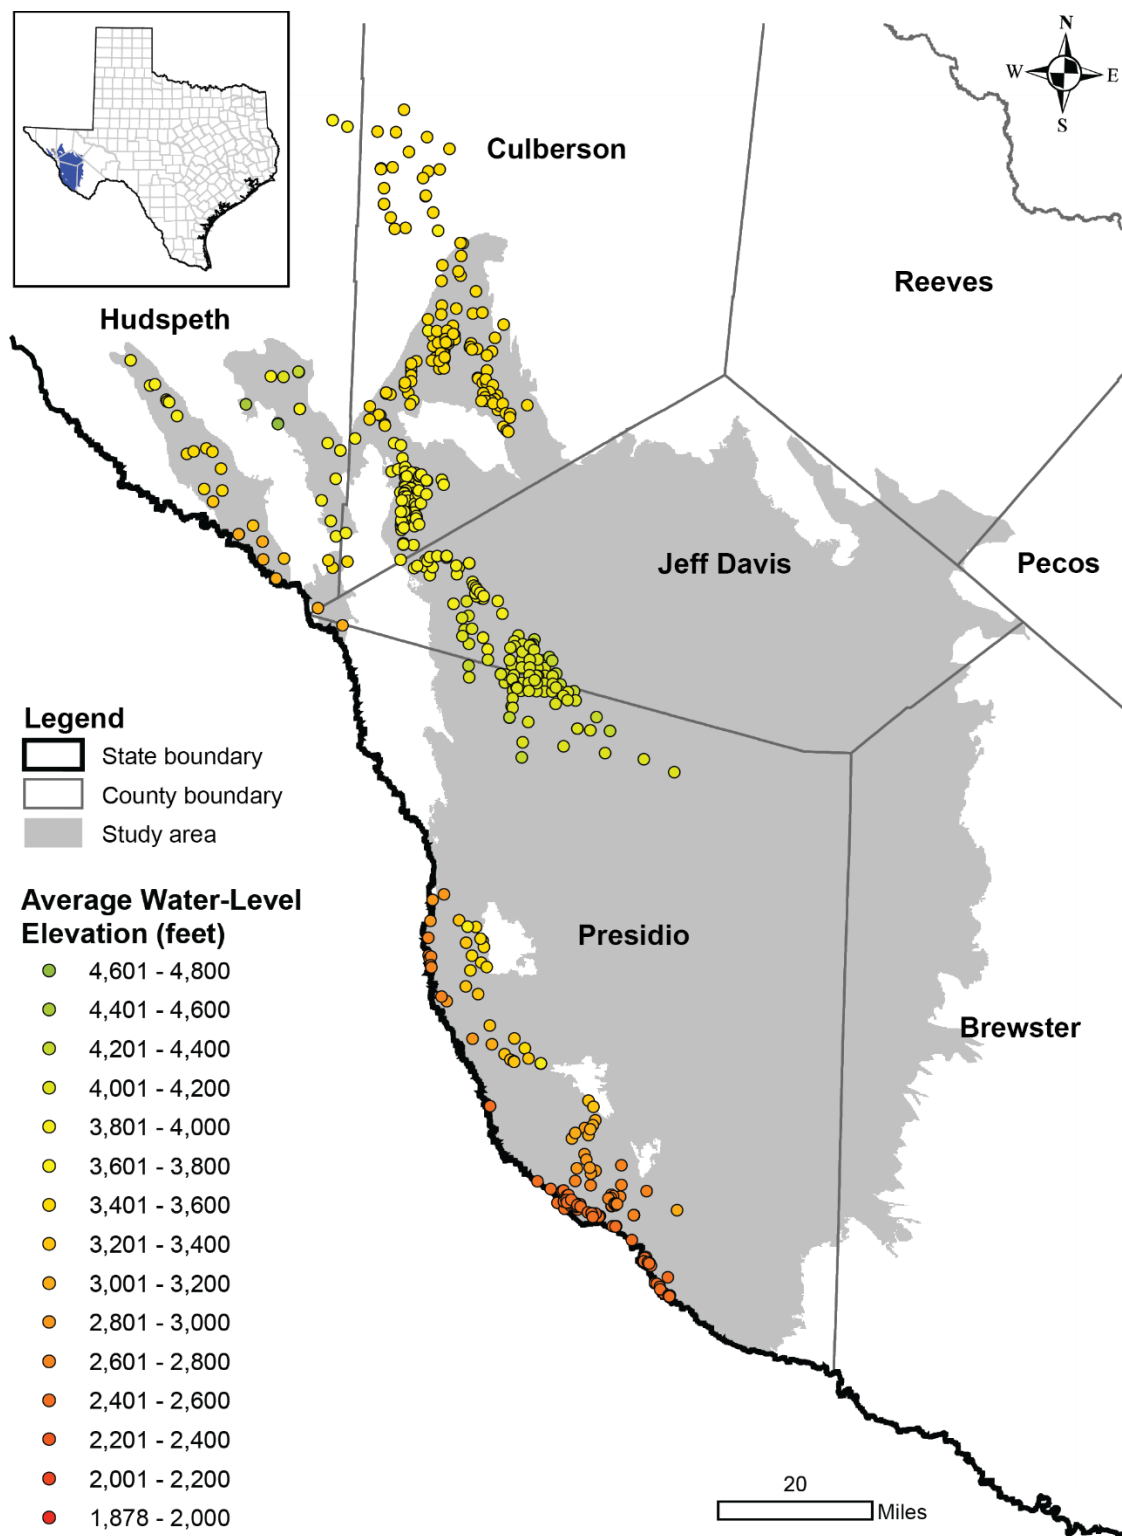 N
W
E
S
Culberson
Reeves
Hudspeth
Jeff Davis
Pecos
Legend
State boundary
County boundary
Study area
Average Water-Level
Elevation (feet)
4,601 - 4,800
4,401 - 4,600
4,201 - 4,400
4,001 - 4,200
3,801 - 4,000
3,601 - 3,800
3,401 - 3,600
3,201 - 3,400
3,001 - 3,200
2,801 - 3,000
2,601 - 2,800
2,401 - 2,600
2,201 - 2,400
2,001 - 2,200
1,878 - 2,000
Presidio
Brewster
20
Miles